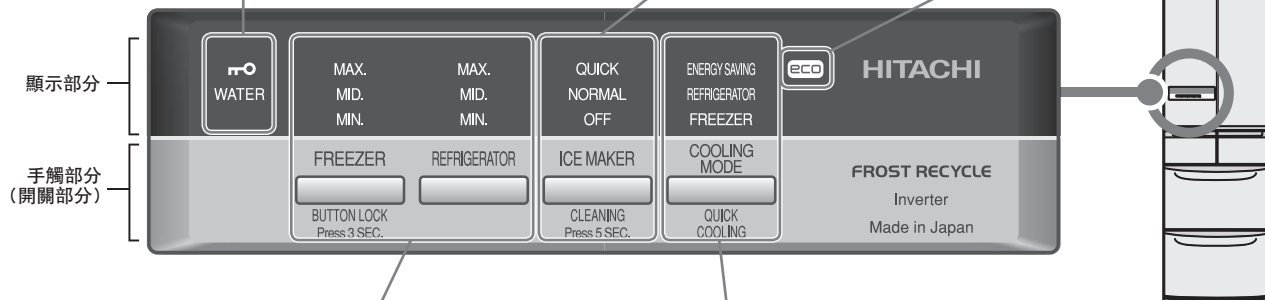 顯示部分
WATER
MAX. MAX. QUICK ENERGY SAVING eco HITACHI
MID. MID. NORMAL REFRIGERATOR
MIN. MIN. OFF FREEZER
手觸部分
(開關部分)
FREEZER REFRIGERATOR ICE MAKER COOLING
MODE
FROST RECYCLE
Inverter
Made in Japan
BUTTON LOCK CLEANING QUICK
Press 3 SEC. Press 5 SEC. COOLING